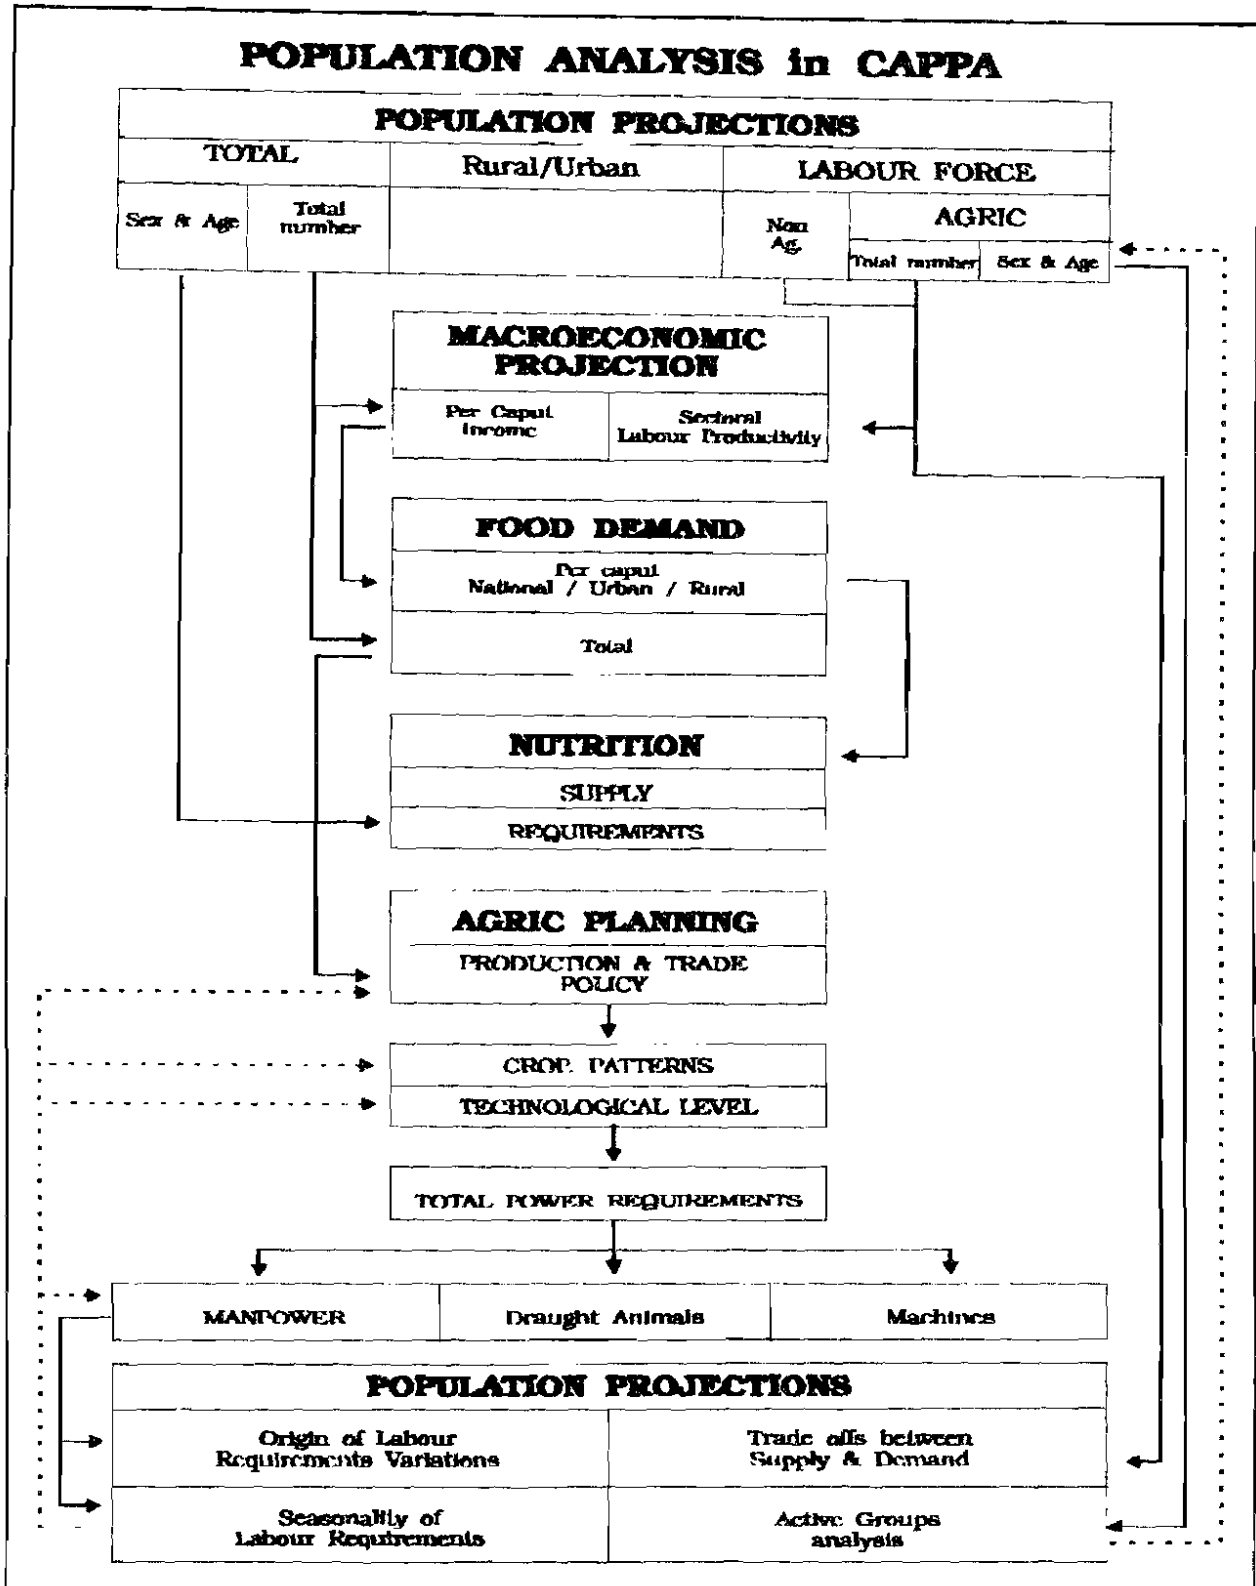 POPULATION ANALYSIS in CAPPA
POPULATION PROJECTIONS
TOTAL
Rural/Urban
LABOUR FORCE
Sex & Age
Total
number
Non
Ag.
AGRIC
Total number
Sex & Age
MACROECONOMIC
PROJECTION
Per Caput
Income
Sectoral
Labour Productivity
FOOD DEMAND
Per caput
National / Urban / Rural
Total
NUTRITION
SUPPLY
REQUIREMENTS
AGRIC PLANNING
PRODUCTION & TRADE
POLICY
CROP. PATTERNS
TECHNOLOGICAL LEVEL
TOTAL POWER REQUIREMENTS
MANPOWER
Draught Animals
Machines
POPULATION PROJECTIONS
Origin of Labour
Requirements Variations
Trade offs between
Supply & Demand
Seasonality of
Labour Requirements
Active Groups
analysis